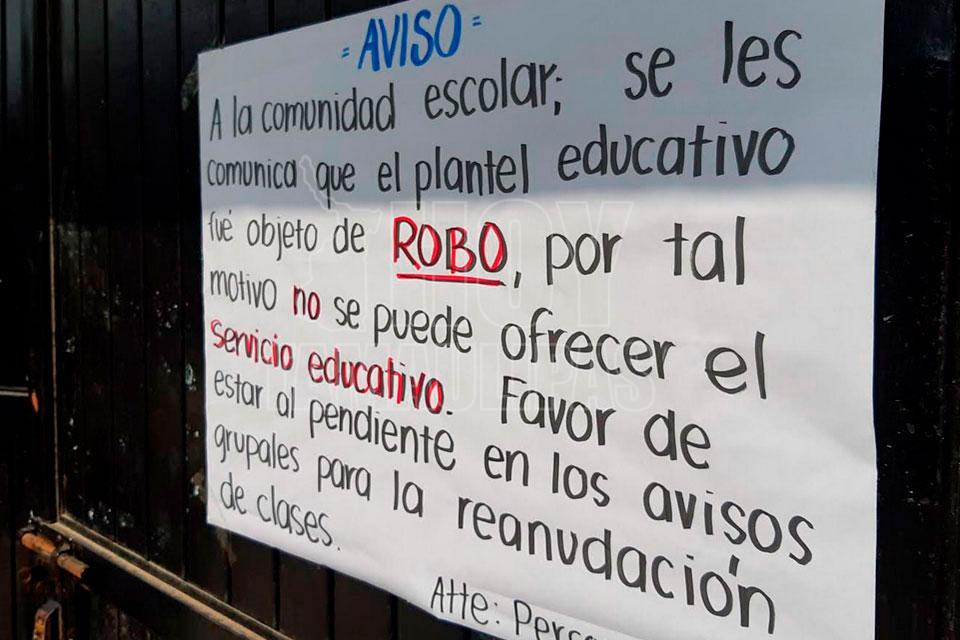 = AVISO =
A la comunidad escolar; se les
comunica que el plantel educativo
fué objeto de ROBO, por tal
motivo no se puede ofrecer el
servicio educativo. Favor de
estar al pendiente en los avisos
grupales para la reanudación
de clases.
Atte:
HOY
TAMAULIPAS